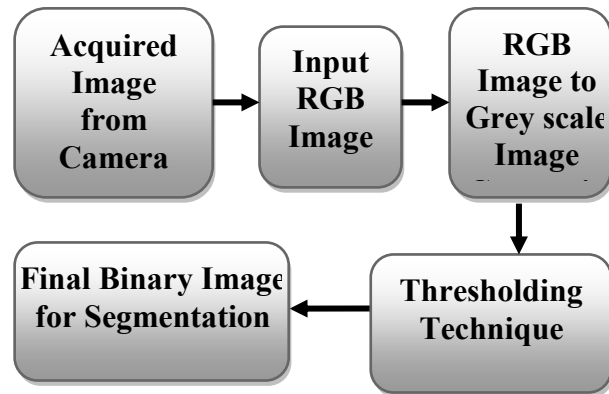 Acquired
Image
from
Camera
Input
RGB
Image
RGB
Image to
Grey scale
Image
Thresholding
Technique
Final Binary Image
for Segmentation